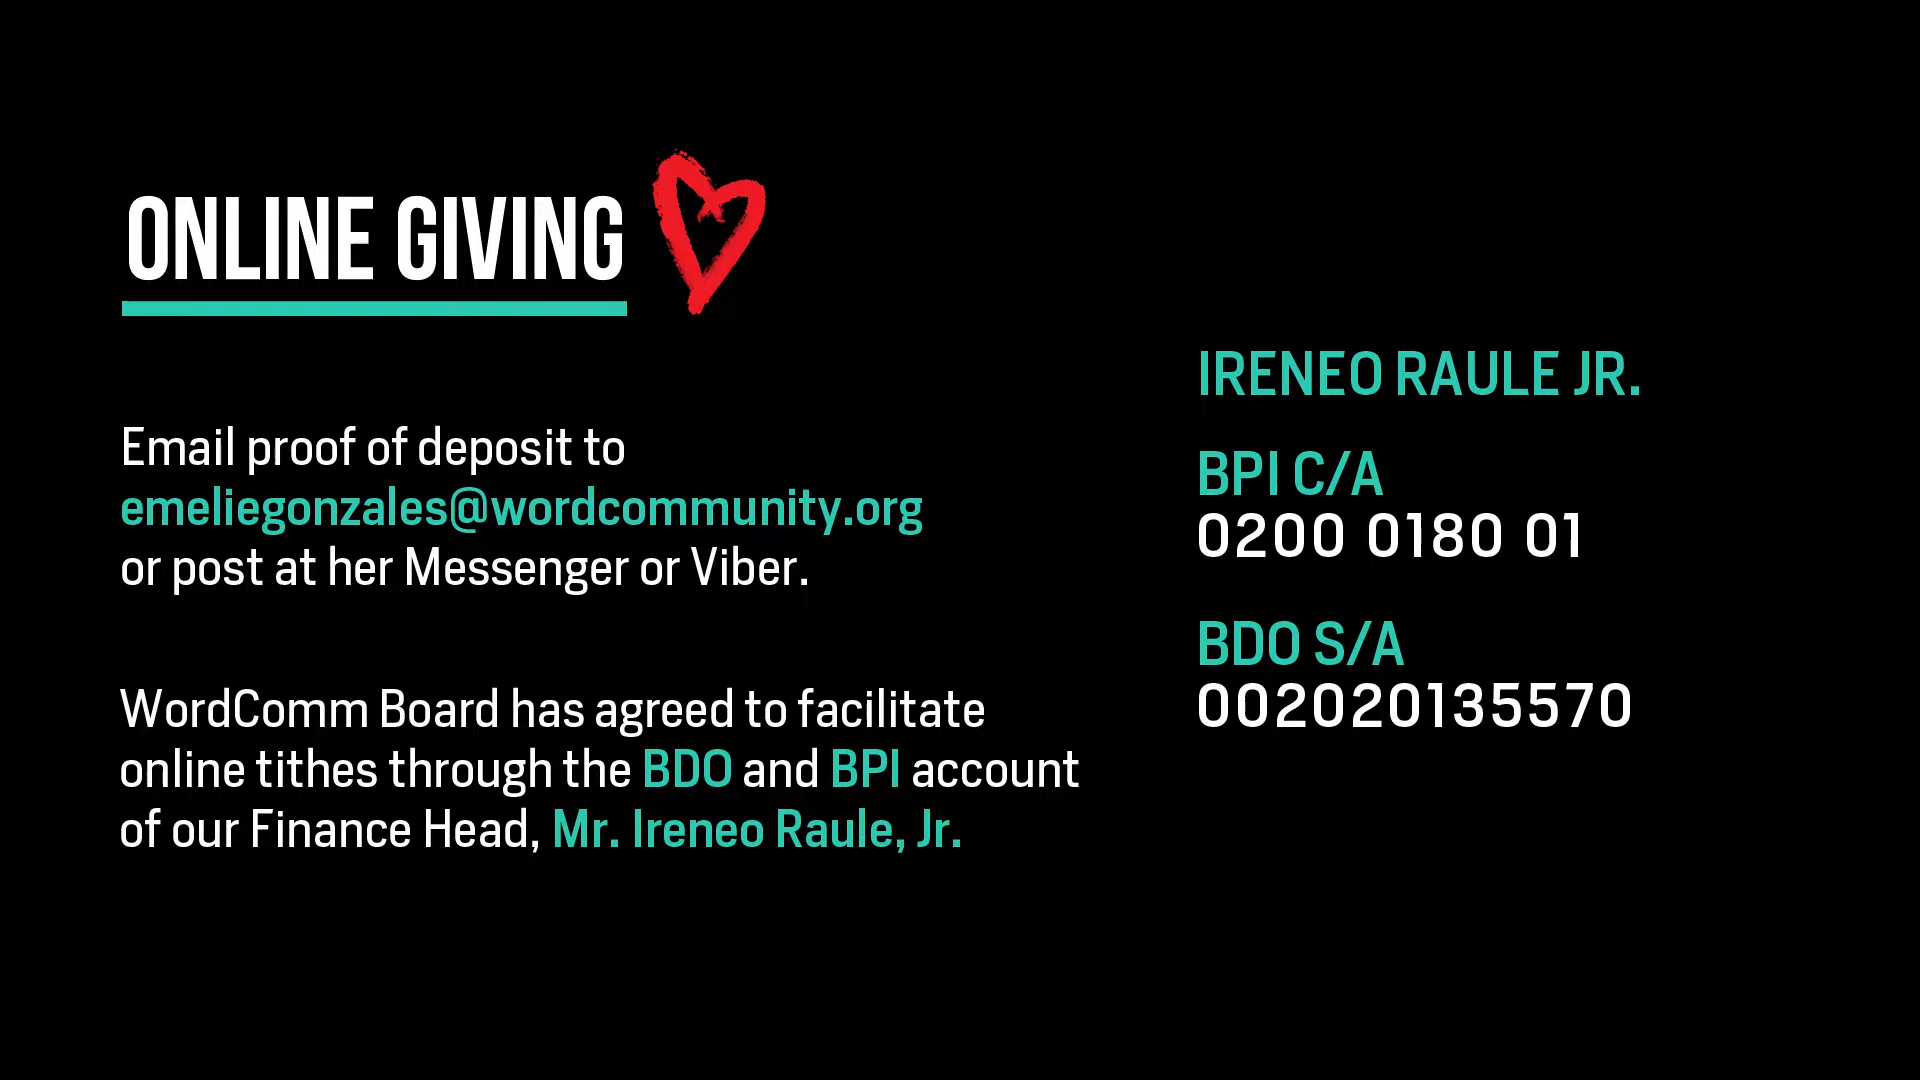 ONLINE GIVING
Email proof of deposit to
emeliegonzales@wordcommunity.org
or post at her Messenger or Viber.
WordComm Board has agreed to facilitate
online tithes through the BDO and BPI account
of our Finance Head, Mr. Ireneo Raule, Jr.
IRENEO RAULE JR.
BPI C/A
0200 0180 01
BDO S/A
002020135570